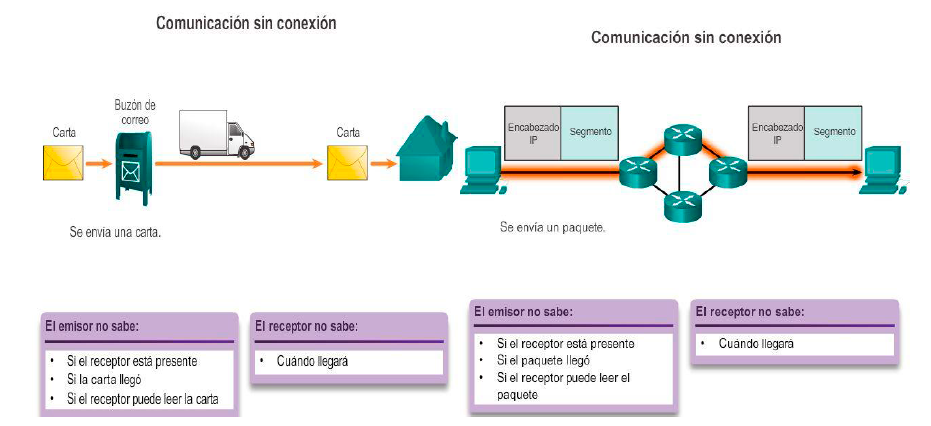 Comunicación sin conexión
Carta
Buzón de
correo
Carta
Se envía una carta.
El emisor no sabe:
• Si el receptor está presente
• Si la carta llegó
• Si el receptor puede leer la carta
El receptor no sabe:
• Cuándo llegará
Comunicación sin conexión
Encabezado
IP
Segmento
Encabezado
IP
Segmento
Se envía un paquete.
El emisor no sabe:
• Si el receptor está presente
• Si el paquete llegó
• Si el receptor puede leer el
paquete
El receptor no sabe:
• Cuándo llegará